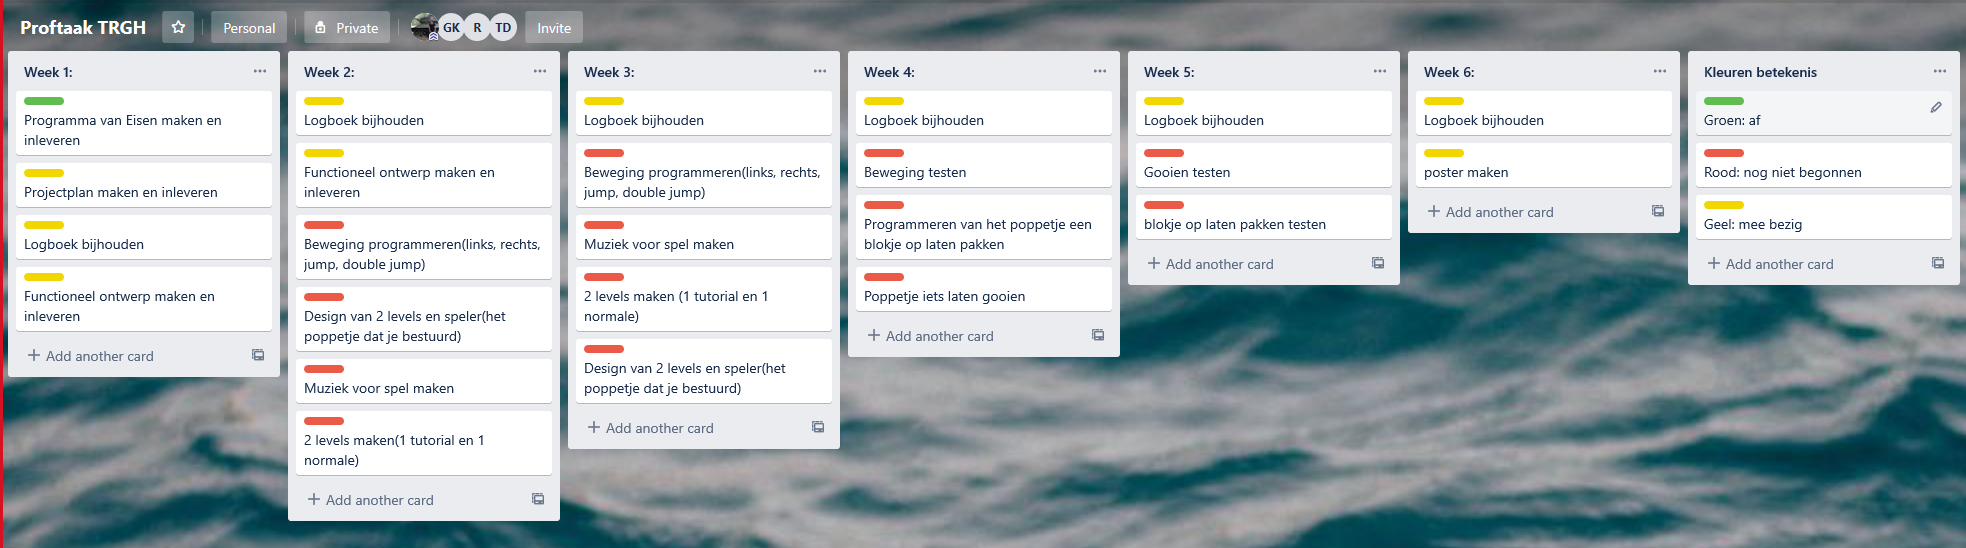 Proftaak TRGH
Personal
Private
GK
R
TD
Invite
Week 1:
Programma van Eisen maken en
inleveren
Projectplan maken en inleveren
Logboek bijhouden
Functioneel ontwerp maken en
inleveren
Add another card
Week 2:
Logboek bijhouden
Functioneel ontwerp maken en
inleveren
Beweging programmeren(links, rechts,
jump, double jump)
Design van 2 levels en speler(het
poppetje dat je bestuurd)
Muziek voor spel maken
2 levels maken(1 tutorial en 1
normale)
Add another card
Week 3:
Logboek bijhouden
Beweging programmeren(links, rechts,
jump, double jump)
Muziek voor spel maken
2 levels maken (1 tutorial en 1
normale)
Design van 2 levels en speler(het
poppetje dat je bestuurd)
Add another card
Week 4:
Logboek bijhouden
Beweging testen
Programmeren van het poppetje een
blokje op laten pakken
Poppetje iets laten gooien
Add another card
Week 5:
Logboek bijhouden
Gooien testen
blokje op laten pakken testen
Add another card
Week 6:
Logboek bijhouden
poster maken
Add another card
Kleuren betekenis
Groen: af
Rood: nog niet begonnen
Geel: mee bezig
Add another card